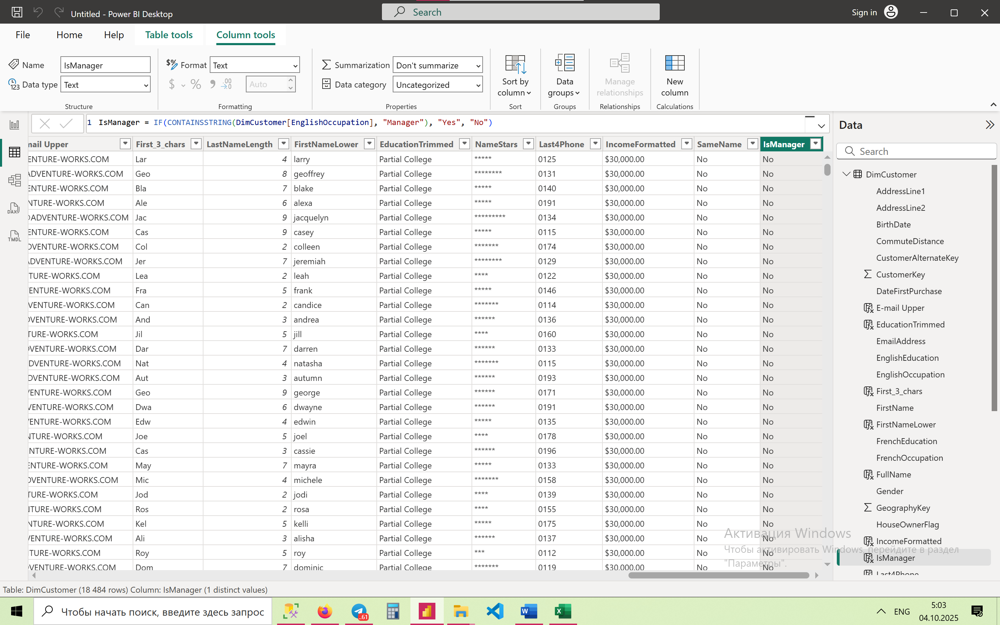 Untitled - Power BI Desktop
Search
Sign in
File Home Help Table tools Column tools
Name IsManager
Data type Text
Structure
Format Text
$ % Auto
Formatting
Summarization Don't summarize
Data category Uncategorized
Properties
Sort by column
Sort
Data groups
Groups
Manage relationships
Relationships
New column
Calculations
1 IsManager = IF(CONTAINSSTRING(DimCustomer[EnglishOccupation], "Manager"), "Yes", "No")
mail Upper First_3_chars LastNameLength FirstNameLower EducationTrimmed NameStars Last4Phone IncomeFormatted SameName IsManager
ENTURE-WORKS.COM Lar 4 larry Partial College ***** 0125 $30,000.00 No No
ADVENTURE-WORKS.COM Geo 8 geoffrey Partial College ******** 0131 $30,000.00 No No
ENTURE-WORKS.COM Bla 7 blake Partial College ***** 0140 $30,000.00 No No
NTURE-WORKS.COM Ale 6 alexa Partial College ***** 0191 $30,000.00 No No
@ADVENTURE-WORKS.COM Jac 9 jacquelyn Partial College ********* 0134 $30,000.00 No No
ENTURE-WORKS.COM Cas 9 casey Partial College ***** 0115 $30,000.00 No No
DVENTURE-WORKS.COM Col 2 colleen Partial College ******* 0174 $30,000.00 No No
ADVENTURE-WORKS.COM Jer 7 jeremiah Partial College ******** 0129 $30,000.00 No No
TURE-WORKS.COM Lea 2 leah Partial College **** 0122 $30,000.00 No No
VENTURE-WORKS.COM Fra 5 frank Partial College ***** 0146 $30,000.00 No No
VENTURE-WORKS.COM Can 2 candice Partial College ******* 0114 $30,000.00 No No
DVENTURE-WORKS.COM And 3 andrea Partial College ****** 0136 $30,000.00 No No
TURE-WORKS.COM Jil 5 jill Partial College **** 0160 $30,000.00 No No
DVENTURE-WORKS.COM Dar 7 darren Partial College ****** 0133 $30,000.00 No No
DVENTURE-WORKS.COM Nat 4 natasha Partial College ******* 0115 $30,000.00 No No
DVENTURE-WORKS.COM Aut 3 autumn Partial College ****** 0193 $30,000.00 No No
VENTURE-WORKS.COM Geo 9 george Partial College ****** 0171 $30,000.00 No No
VENTURE-WORKS.COM Dwa 6 dwayne Partial College ****** 0191 $30,000.00 No No
VENTURE-WORKS.COM Edw 4 edwin Partial College ***** 0135 $30,000.00 No No
NTURE-WORKS.COM Joe 5 joel Partial College **** 0178 $30,000.00 No No
ENTURE-WORKS.COM Cas 3 cassie Partial College ****** 0196 $30,000.00 No No
ENTURE-WORKS.COM May 7 mayra Partial College ***** 0133 $30,000.00 No No
DVENTURE-WORKS.COM Mic 4 michele Partial College ******* 0158 $30,000.00 No No
TURE-WORKS.COM Jod 2 jodi Partial College **** 0139 $30,000.00 No No
NTURE-WORKS.COM Ros 2 rosa Partial College **** 0155 $30,000.00 No No
NTURE-WORKS.COM Kel 5 kelli Partial College ***** 0175 $30,000.00 No No
VENTURE-WORKS.COM Ali 3 alisha Partial College ****** 0137 $30,000.00 No No
TURE-WORKS.COM Roy 5 roy Partial College *** 0112 $30,000.00 No No
DVENTURE-WORKS.COM Dom 7 dominic Partial College ******* 0119 $30,000.00 No No
Data
Search
DimCustomer
AddressLine1
AddressLine2
BirthDate
CommuteDistance
CustomerAlternateKey
CustomerKey
DateFirstPurchase
E-mail Upper
EducationTrimmed
EmailAddress
EnglishEducation
EnglishOccupation
First_3_chars
FirstName
FirstNameLower
FrenchEducation
FrenchOccupation
FullName
Gender
GeographyKey
HouseOwnerFlag
IncomeFormatted
IsManager
Last4Phone
DAX
TMDL
Активация Windows
Чтобы активировать Windows, перейдите в раздел
"Параметры".
Table: DimCustomer (18 484 rows) Column: IsManager (1 distinct values)
Чтобы начать поиск, введите здесь запрос
..61
ENG
5:03
04.10.2025